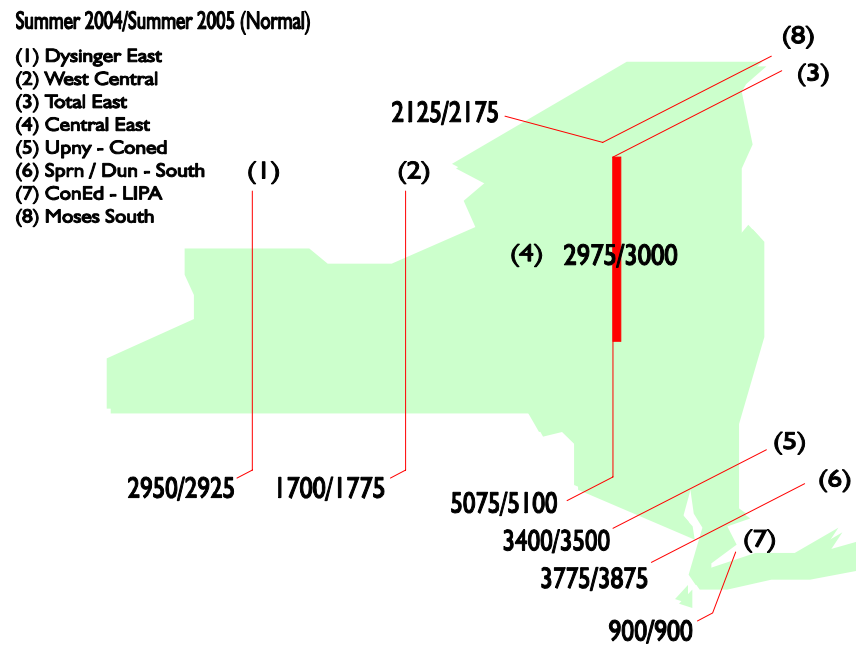 Summer 2004/Summer 2005 (Normal)
(1) Dysinger East
(2) West Central
(3) Total East
(4) Central East
(5) Upny - Coned
(6) Sprn / Dun - South
(7) ConEd - LIPA
(8) Moses South
(8)
(3)
2125/2175
(1)
(2)
(4) 2975/3000
(5)
(6)
2950/2925
1700/1775
5075/5100
3400/3500
(7)
3775/3875
900/900